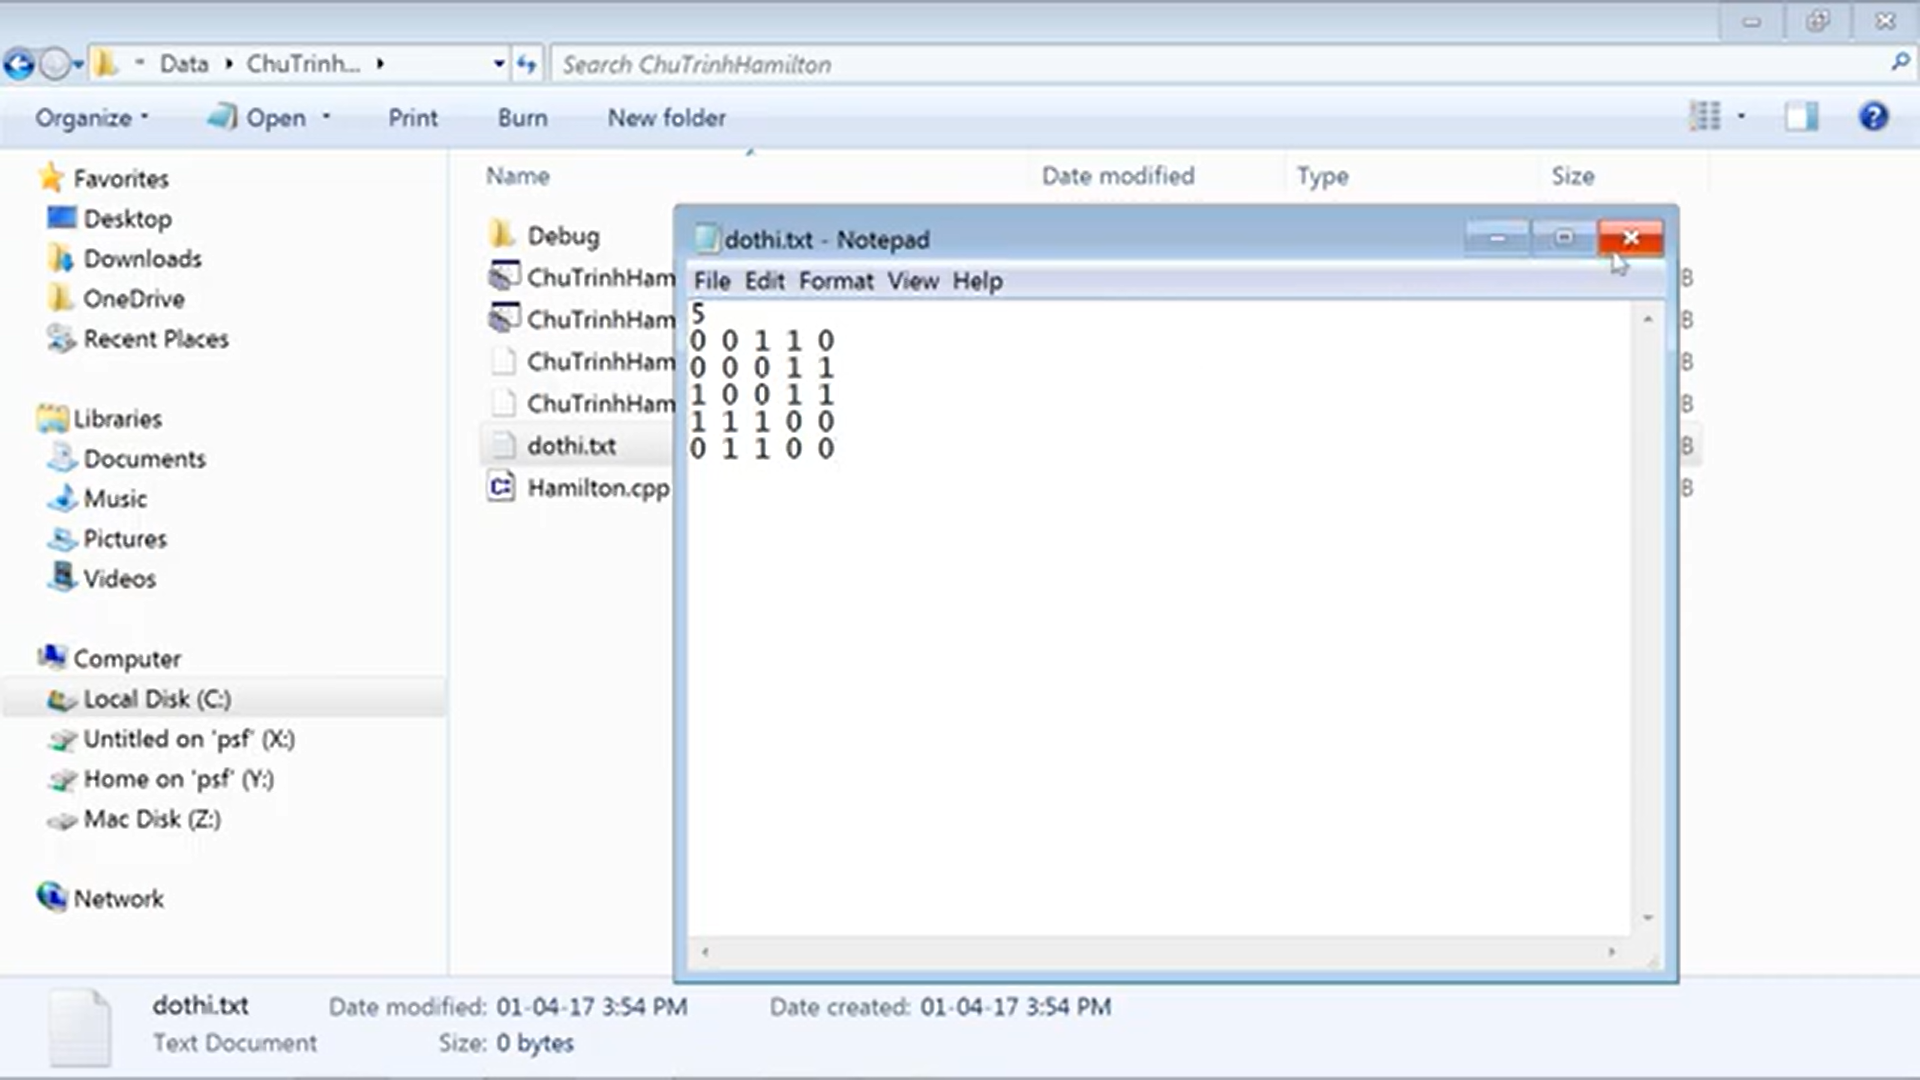 Data ChuTrinh...
Search ChuTrinhHamilton
Organize Open Print Burn New folder
Favorites
Desktop
Downloads
OneDrive
Recent Places
Libraries
Documents
Music
Pictures
Videos
Computer
Local Disk (C:)
Untitled on 'psf' (X:)
Home on 'psf' (Y:)
Mac Disk (Z:)
Network
Name Date modified Type Size
Debug
ChuTrinhHam
ChuTrinhHam
ChuTrinhHam
ChuTrinhHam
dothi.txt
Hamilton.cpp
B
B
B
B
B
B
dothi.txt - Notepad
File Edit Format View Help
5
0 0 1 1 0
0 0 0 1 1
1 0 0 1 1
1 1 1 0 0
0 1 1 0 0
dothi.txt Date modified: 01-04-17 3:54 PM Date created: 01-04-17 3:54 PM
Text Document Size: 0 bytes